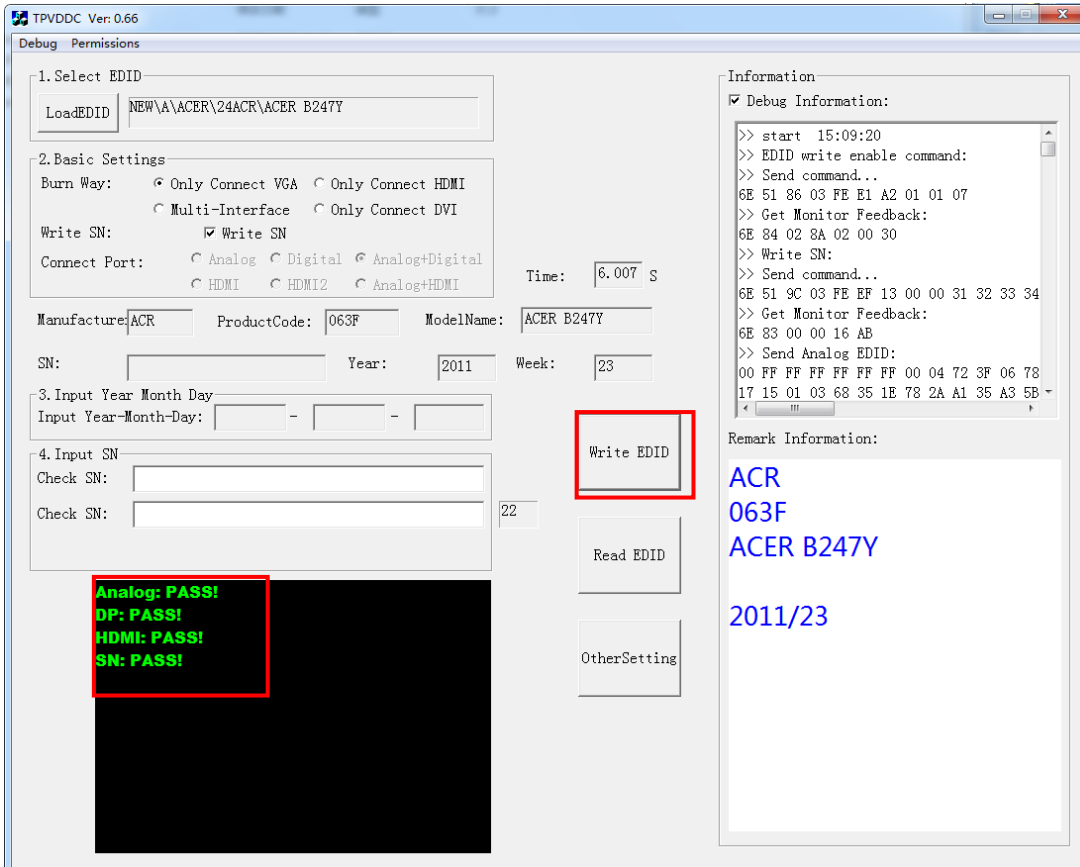 TPVDDC Ver: 0.66
Debug Permissions
1.Select EDID
LoadEDID NEW\A\ACER\24ACR\ACER B247Y
2.Basic Settings
Burn Way: Only Connect VGA Only Connect HDMI
Multi-Interface Only Connect DVI
Write SN: Write SN
Connect Port: Analog Digital Analog+Digital
HDMI HDMI2 Analog+HDMI
Time: 6.007 S
Manufacture: ACR ProductCode: 063F ModelName: ACER B247Y
SN: Year: 2011 Week: 23
3.Input Year Month Day
Input Year-Month-Day: - -
4.Input SN
Check SN:
Check SN: 22
Write EDID
Read EDID
OtherSetting
Analog: PASS!
DP: PASS!
HDMI: PASS!
SN: PASS!
Information
Debug Information:
>> start 15:09:20
>> EDID write enable command:
>> Send command...
6E 51 86 03 FE E1 A2 01 01 07
>> Get Monitor Feedback:
6E 84 02 8A 02 00 30
>> Write SN:
>> Send command...
6E 51 9C 03 FE EF 13 00 00 31 32 33 34
>> Get Monitor Feedback:
6E 83 00 00 16 AB
>> Send Analog EDID:
00 FF FF FF FF FF FF 00 04 72 3F 06 78
17 15 01 03 68 35 1E 78 2A A1 35 A3 5B
Remark Information:
ACR
063F
ACER B247Y
2011/23